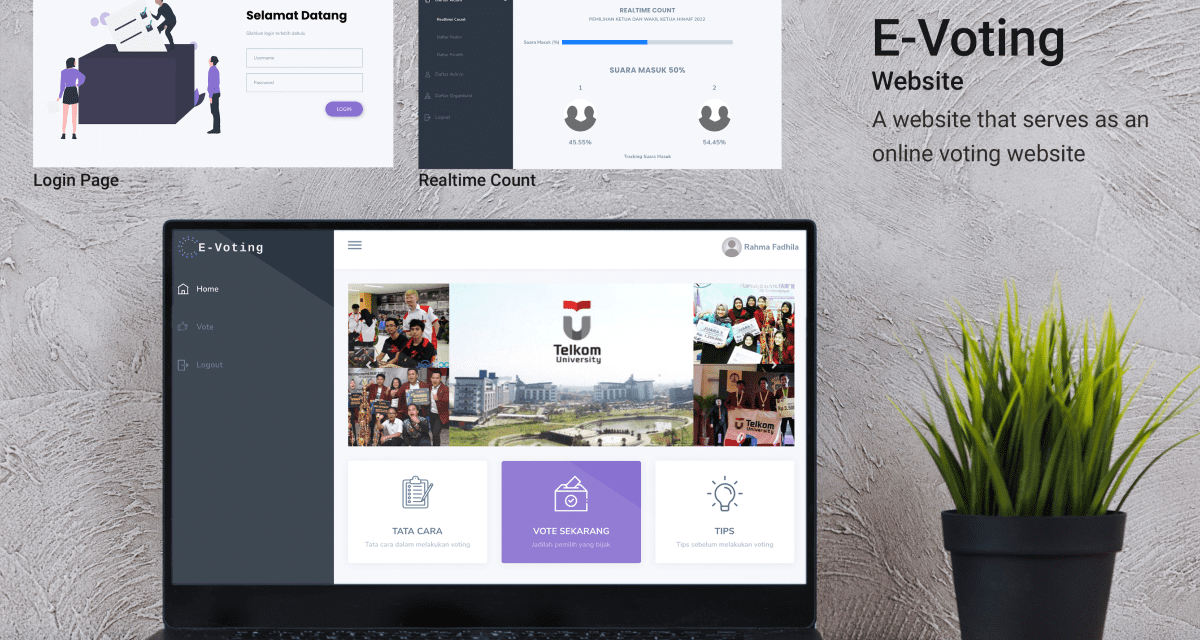 Selamat Datang
Silahkan login terlebih dahulu
Username
Password
LOGIN
Login Page
Realtime Count
Daftar Paslon
Daftar Pemilih
Daftar Admin
Daftar Organisasi
Logout
REALTIME COUNT
PEMILIHAN KETUA DAN WAKIL KETUA HIMAIF 2022
Suara Masuk (%)
SUARA MASUK 50%
1
2
45.55%
54.45%
Tracking Suara Masuk
Realtime Count
E-Voting
Website
A website that serves as an
online voting website
E-Voting
Home
Vote
Logout
Rahma Fadhila
Telkom
University
Telkom
University
TATA CARA
Tata cara dalam melakukan voting
VOTE SEKARANG
Jadilah pemilih yang bijak
TIPS
Tips sebelum melakukan voting